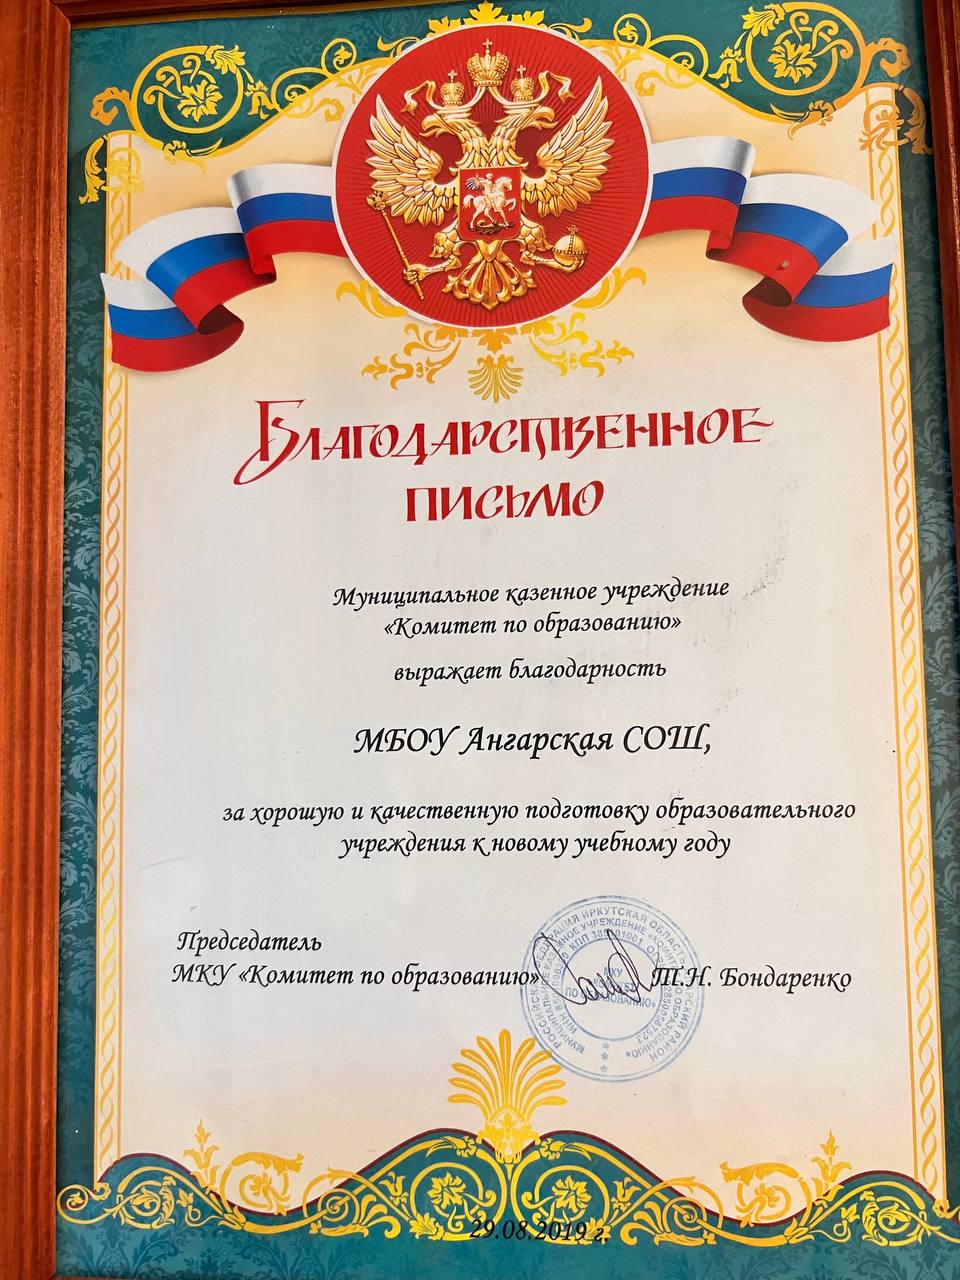 Благодарственное
письмо
Муниципальное казенное учреждение
«Комитет по образованию»
выражает благодарность
МБОУ Ангарская СОШ,
за хорошую и качественную подготовку образовательного
учреждения к новому учебному году
Председатель
МКУ «Комитет по образованию» Т.Н. Бондаренко
29.08.2019 г.